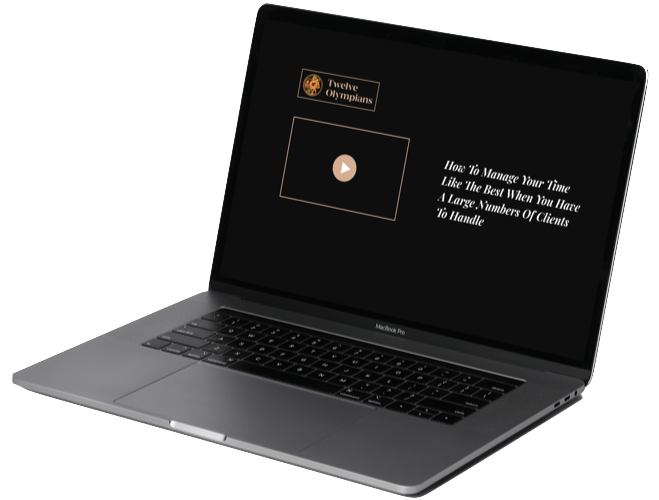 Twelve
Olympians
How To Manage Your Time
Like The Best When You Have
A Large Numbers Of Clients
To Handle
MacBook Pro